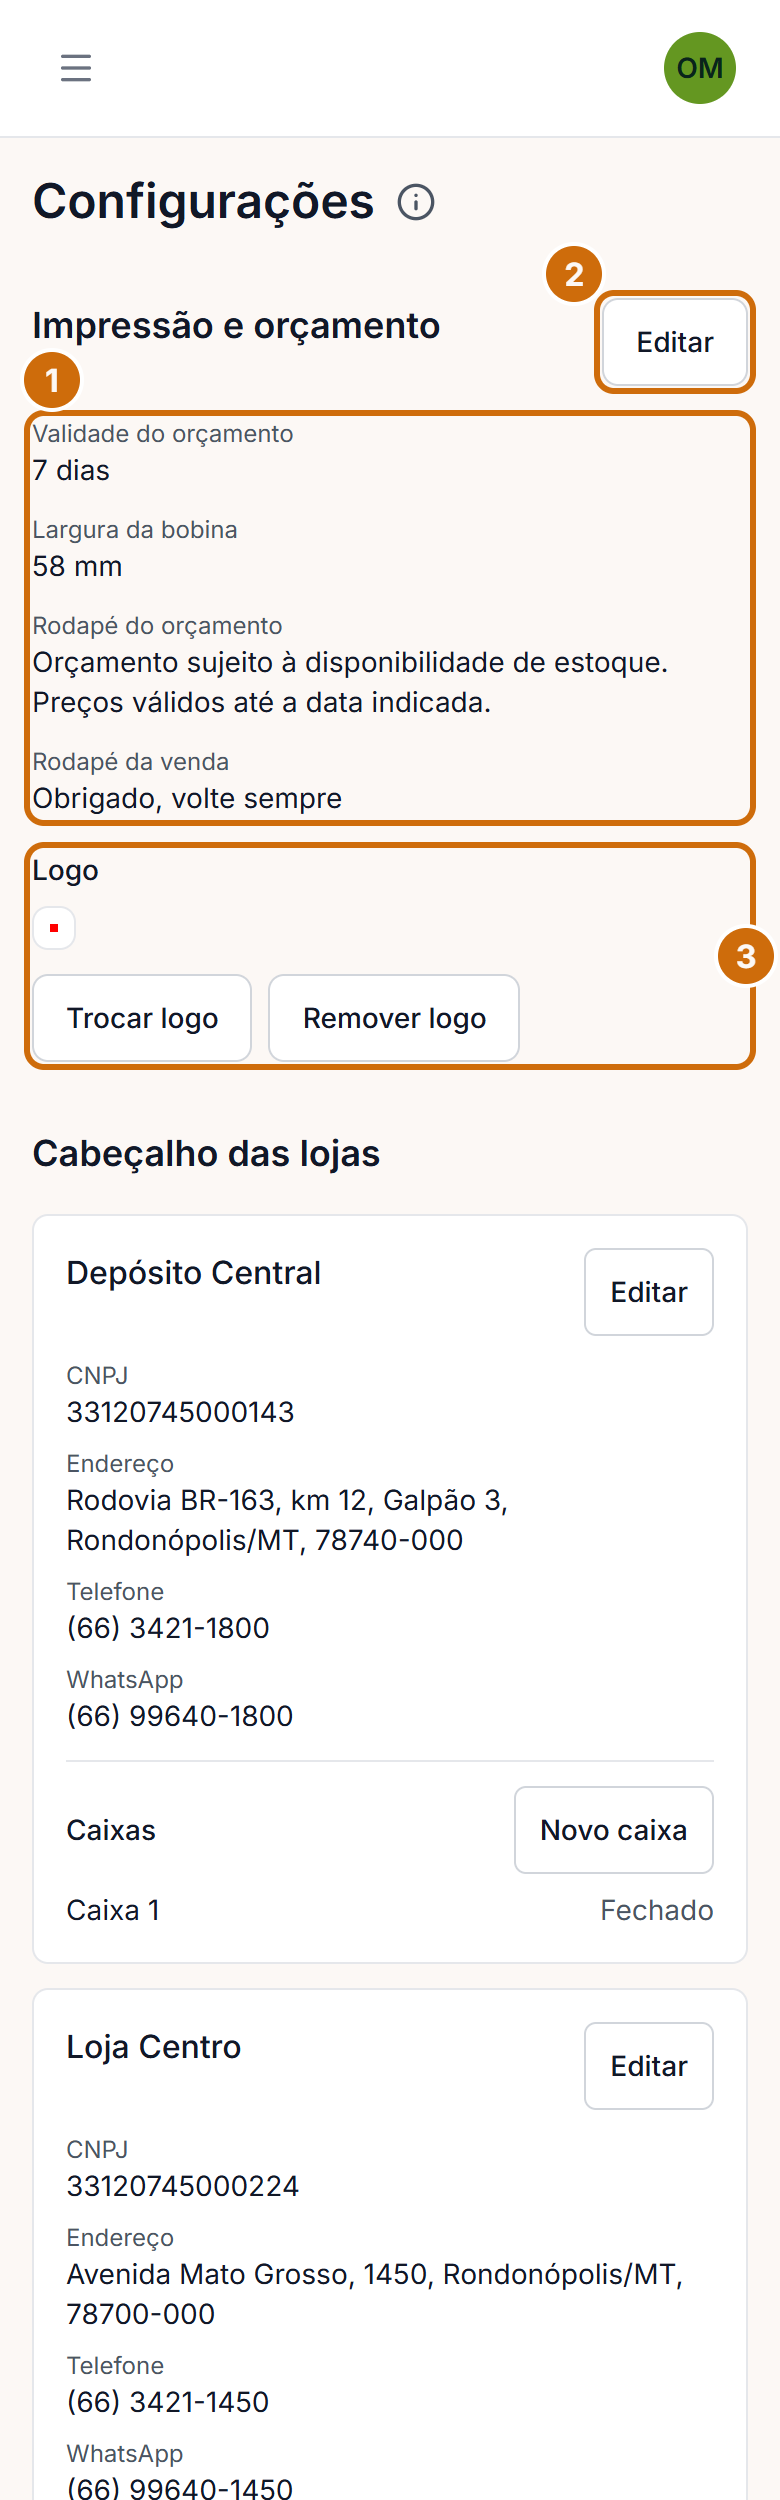 OM
Configurações
2
Impressão e orçamento
Editar
1
Validade do orçamento
7 dias
Largura da bobina
58 mm
Rodapé do orçamento
Orçamento sujeito à disponibilidade de estoque.
Preços válidos até a data indicada.
Rodapé da venda
Obrigado, volte sempre
Logo
3
Trocar logo
Remover logo
Cabeçalho das lojas
Depósito Central
Editar
CNPJ
33120745000143
Endereço
Rodovia BR-163, km 12, Galpão 3,
Rondonópolis/MT, 78740-000
Telefone
(66) 3421-1800
WhatsApp
(66) 99640-1800
Caixas
Novo caixa
Caixa 1
Fechado
Loja Centro
Editar
CNPJ
33120745000224
Endereço
Avenida Mato Grosso, 1450, Rondonópolis/MT,
78700-000
Telefone
(66) 3421-1450
WhatsApp
(66) 99640-1450